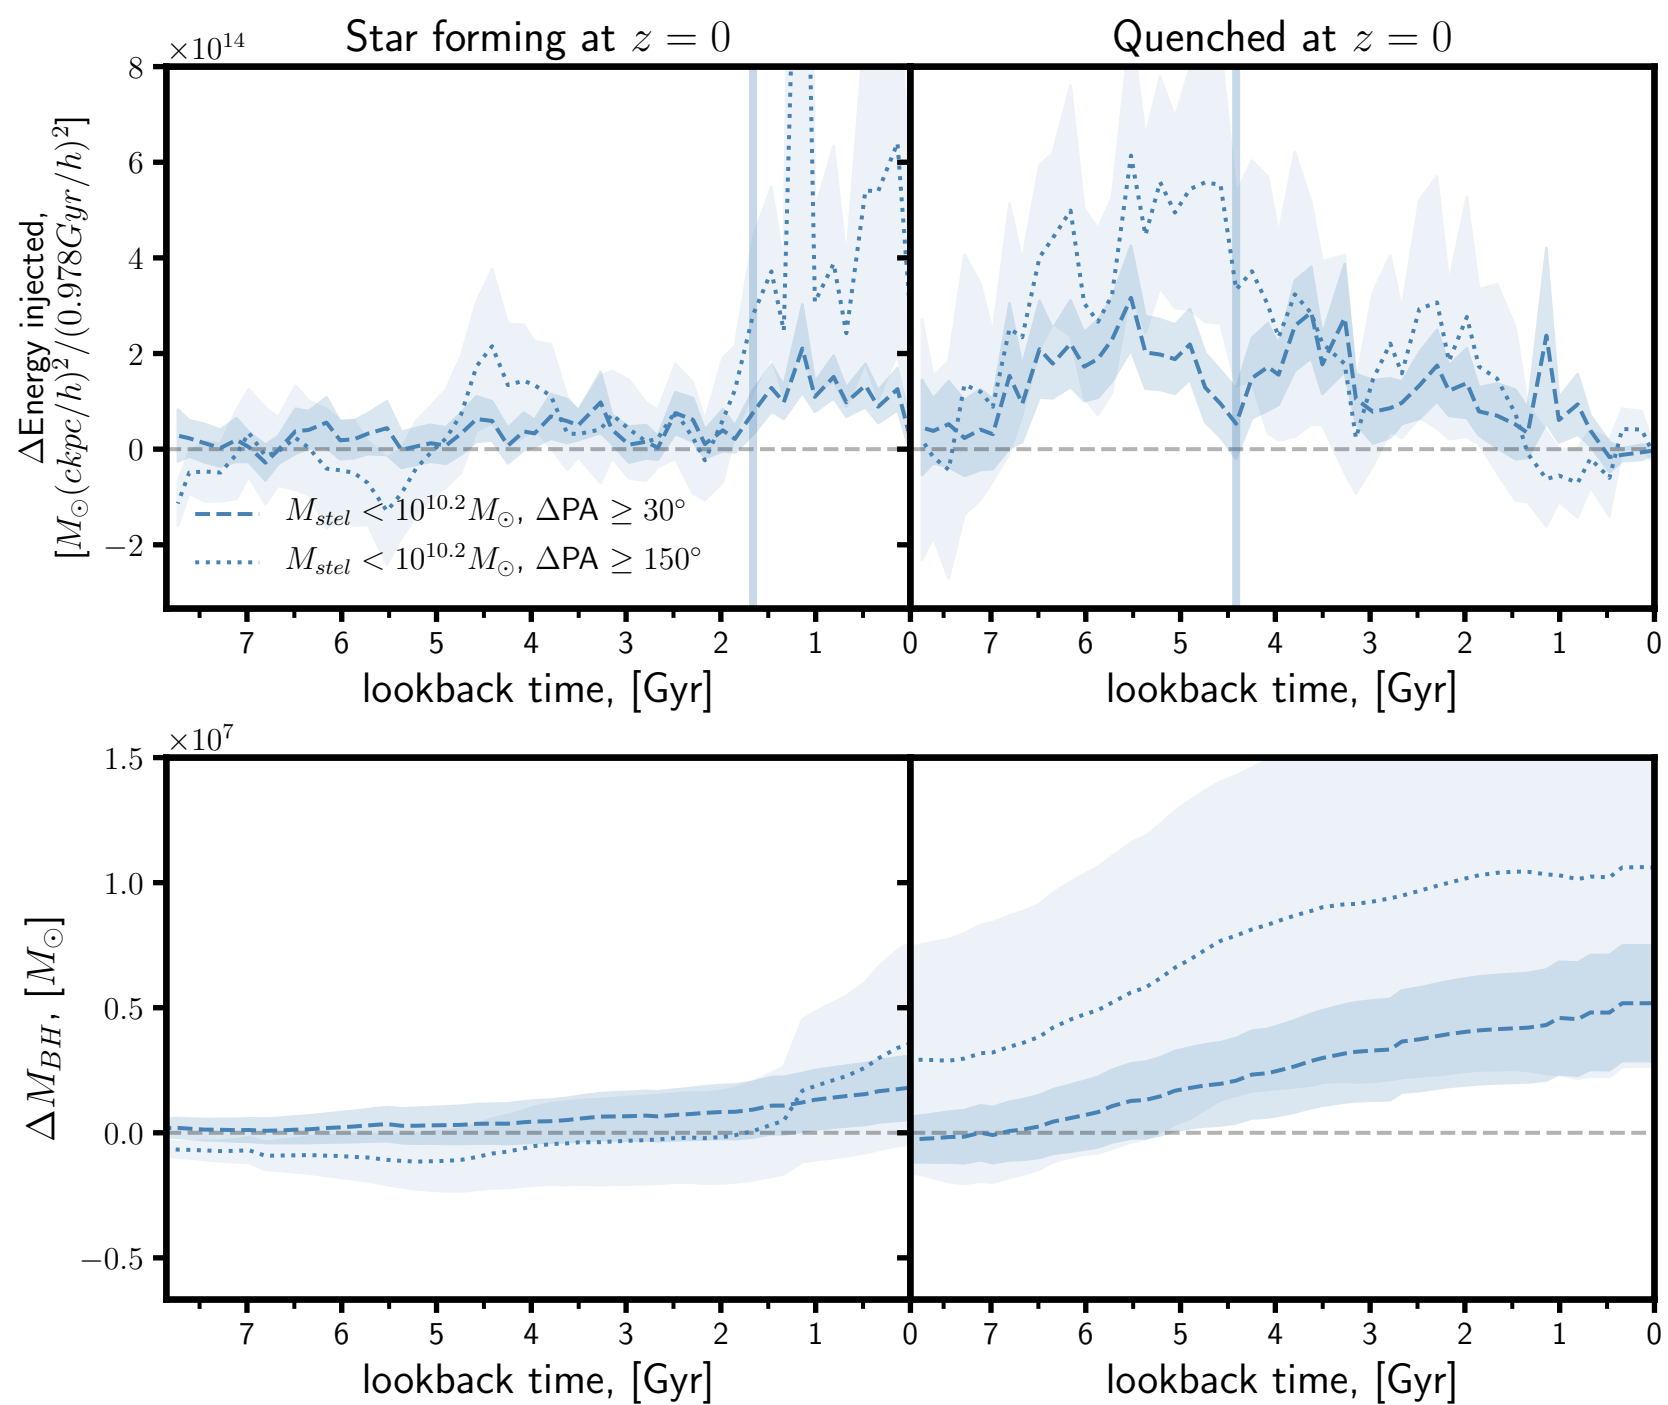 Star forming at z = 0
Quenched at z = 0
×10¹⁴
8
6
4
2
0
−2
ΔEnergy injected,
[M⊙(ckpc/h)²/(0.978Gyr/h)²]
M_stel < 10^10.2 M⊙, ΔPA ≥ 30°
M_stel < 10^10.2 M⊙, ΔPA ≥ 150°
7 6 5 4 3 2 1 0 7 6 5 4 3 2 1 0
lookback time, [Gyr]
lookback time, [Gyr]
×10⁷
1.5
1.0
0.5
0.0
−0.5
ΔM_BH, [M⊙]
7 6 5 4 3 2 1 0 7 6 5 4 3 2 1 0
lookback time, [Gyr]
lookback time, [Gyr]